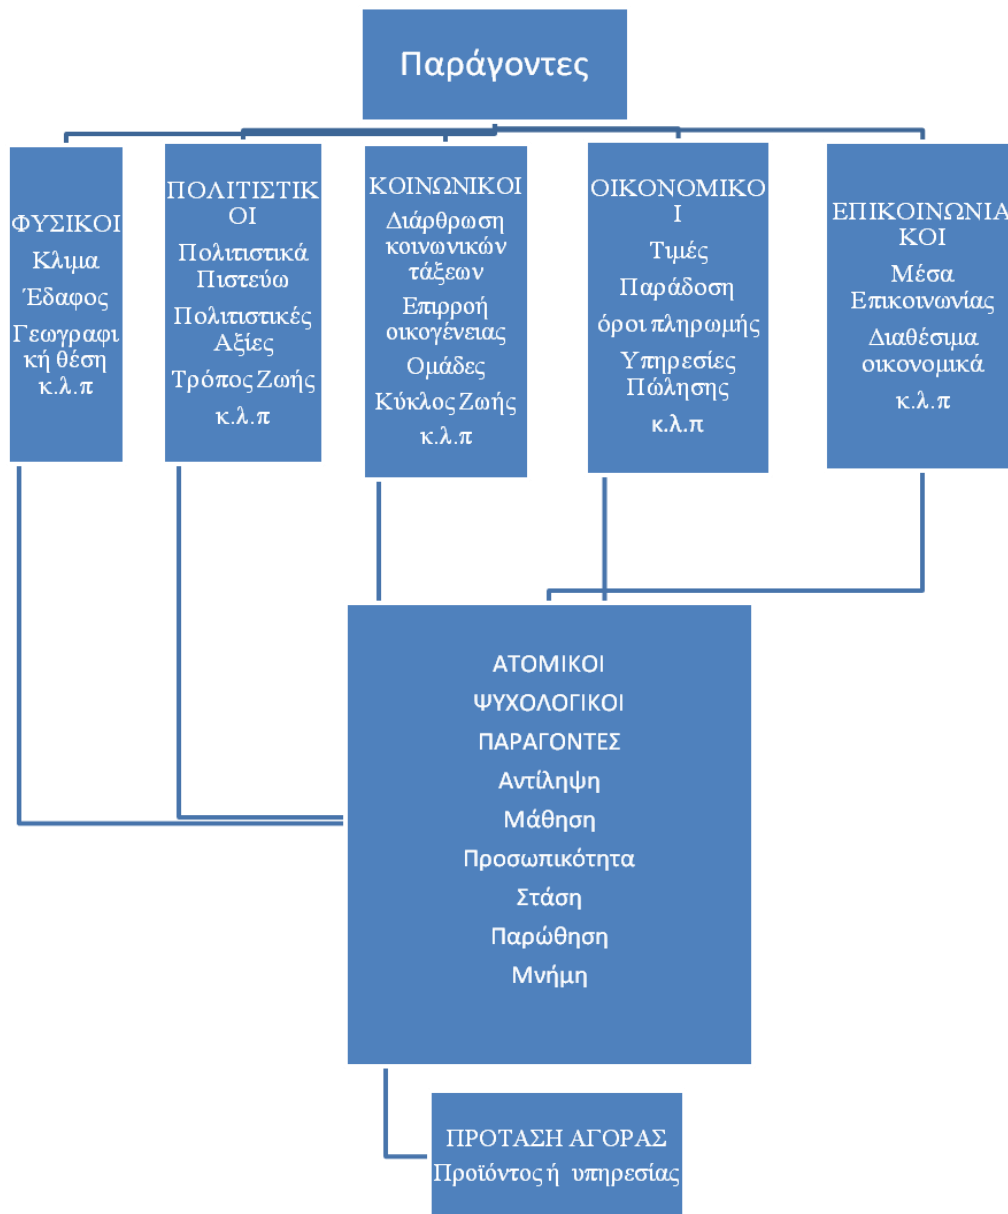 Παράγοντες
ΦΥΣΙΚΟΙ
Κλιμα
Έδαφος
Γεωγραφι
κή θέση
κ.λ.π
ΠΟΛΙΤΙΣΤΙΚ
ΟΙ
Πολιτιστικά
Πιστεύω
Πολιτιστικές
Αξίες
Τρόπος Ζωής
κ.λ.π
ΚΟΙΝΩΝΙΚΟΙ
Διάρθρωση
κοινωνικών
τάξεων
Επιρροή
οικογένειας
Ομάδες
Κύκλος Ζωής
κ.λ.π
ΟΙΚΟΝΟΜΙΚΟ
Ι
Τιμές
Παράδοση
όροι πληρωμής
Υπηρεσίες
Πώλησης
κ.λ.π
ΕΠΙΚΟΙΝΩΝΙΑ
ΚΟΙ
Μέσα
Επικοινωνίας
Διαθέσιμα
οικονομικά
κ.λ.π
ΑΤΟΜΙΚΟΙ
ΨΥΧΟΛΟΓΙΚΟΙ
ΠΑΡΑΓΟΝΤΕΣ
Αντίληψη
Μάθηση
Προσωπικότητα
Στάση
Παρώθηση
Μνήμη
ΠΡΟΤΑΣΗ ΑΓΟΡΑΣ
Προϊόντος ή υπηρεσίας